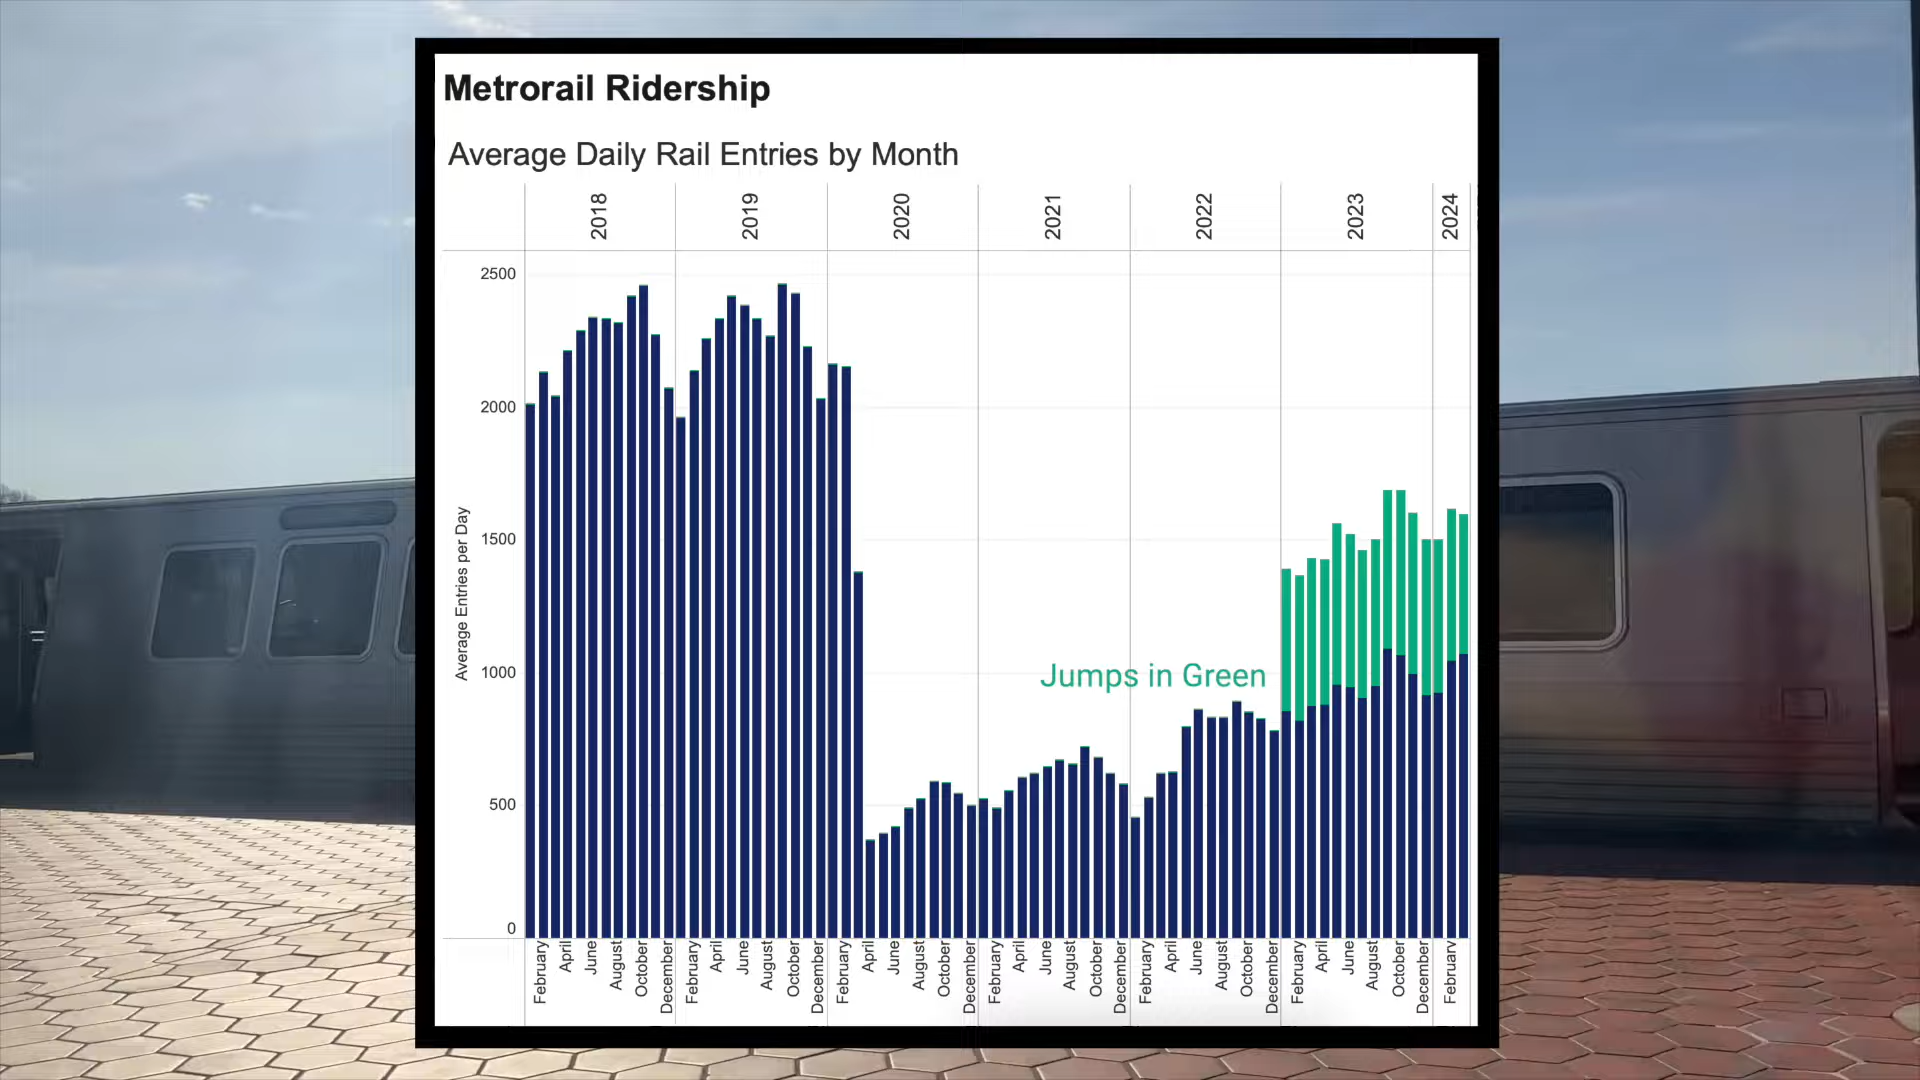 Metrorail Ridership
Average Daily Rail Entries by Month
2018 2019 2020 2021 2022 2023 2024
Average Entries per Day
2500
2000
1500
1000
500
0
Jumps in Green
February April June August October December February April June August October December February April June August October December February April June August October December February April June August October December February April June August October December February